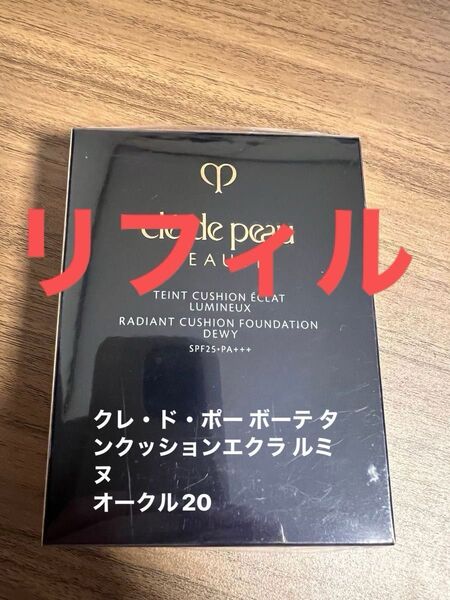 clé de peau
BEAUTÉ
リフィル
TEINT CUSHION ÉCLAT
LUMINEUX
RADIANT CUSHION FOUNDATION
DEWY
SPF25・PA+++
クレ・ド・ポー ボーテ タ
ンクッションエクラ ルミ
ヌ
オークル20